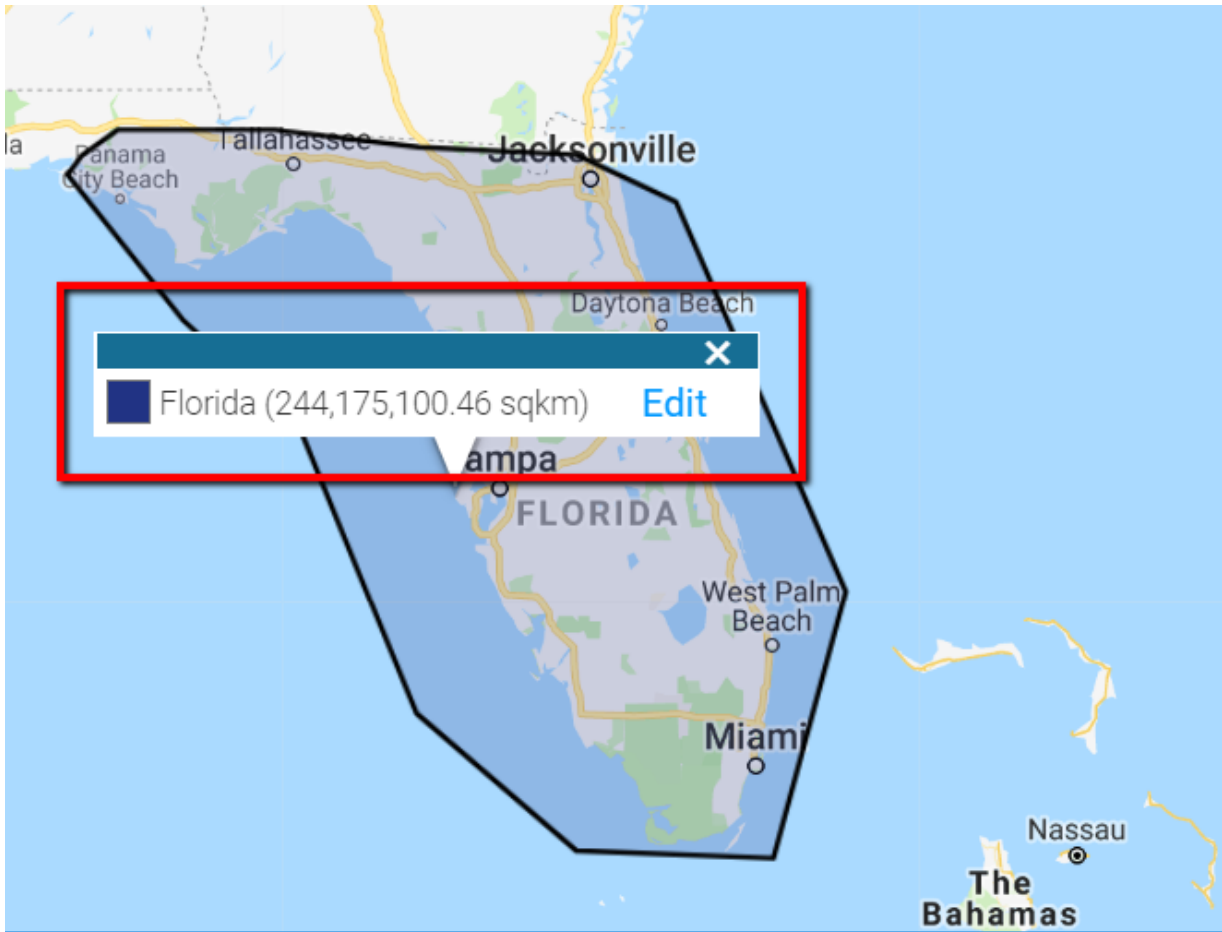 la
Tallahassee
Jacksonville
Panama
City Beach
Daytona Beach
Florida (244,175,100.46 sqkm) Edit
ampa
FLORIDA
West Palm
Beach
Miami
Nassau
The
Bahamas